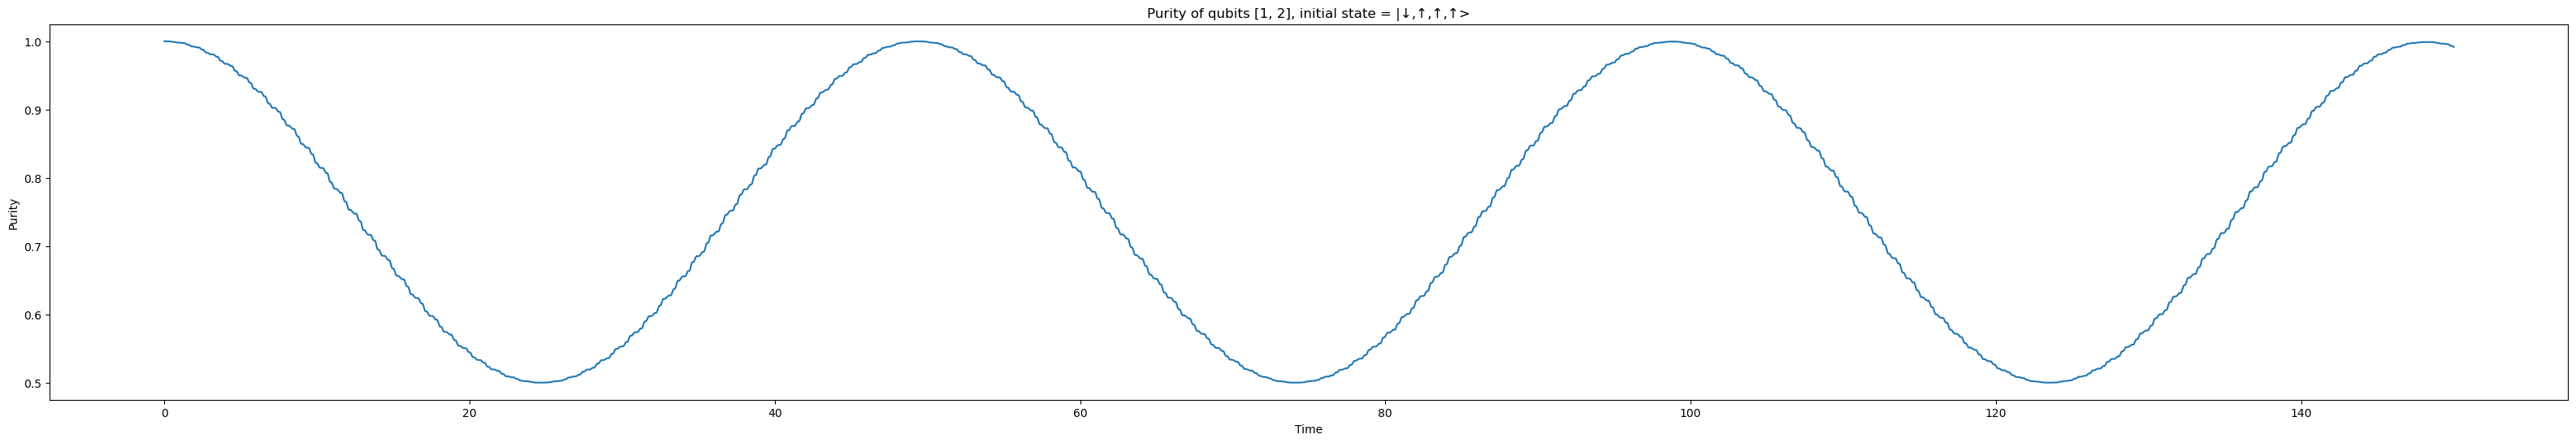 Purity of qubits [1, 2], initial state = |↓,↑,↑,↑>
1.0
0.9
0.8
0.7
0.6
0.5
Purity
0 20 40 60 80 100 120 140
Time